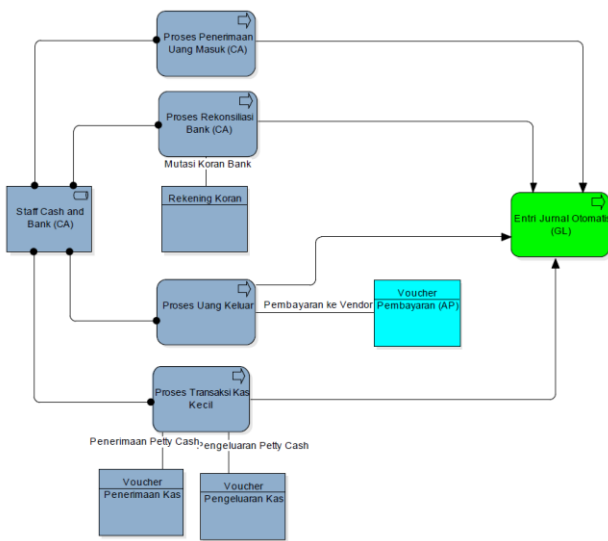 Proses Penerimaan
Uang Masuk (CA)
Proses Rekonsiliasi
Bank (CA)
Mutasi Koran Bank
Rekening Koran
Staff Cash and
Bank (CA)
Entri Jurnal Otomatis
(GL)
Proses Uang Keluar
Pembayaran ke Vendor
Voucher
Pembayaran (AP)
Proses Transaksi Kas
Kecil
Penerimaan Petty Cash
Pengeluaran Petty Cash
Voucher
Penerimaan Kas
Voucher
Pengeluaran Kas